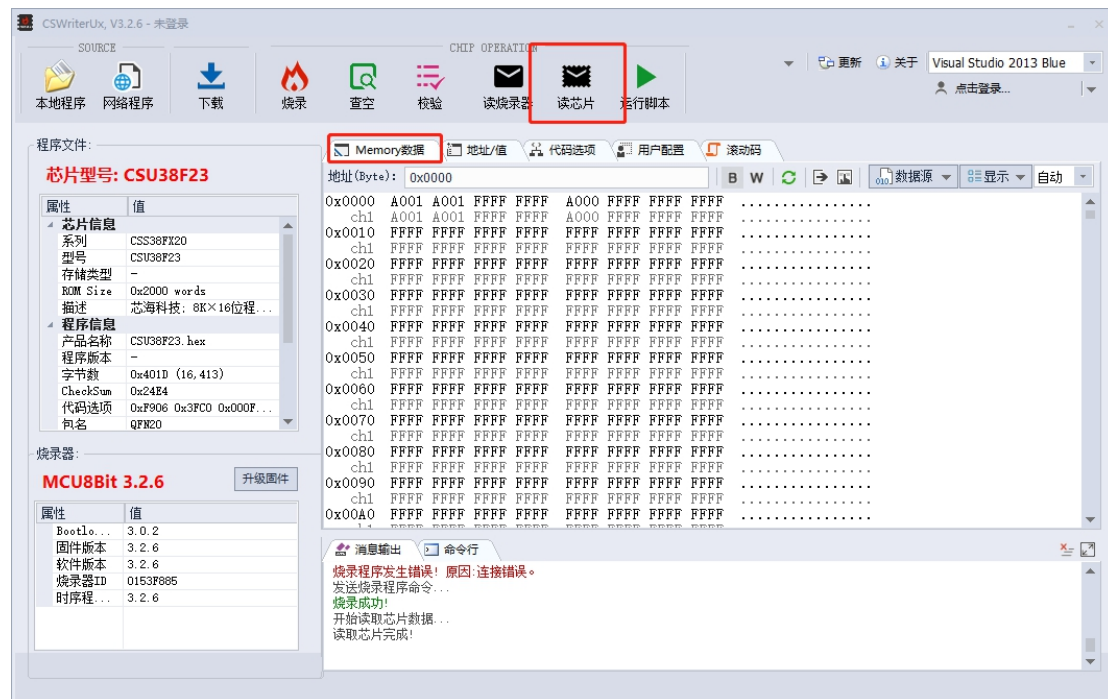 CSWriterUx, V3.2.6 - 未登录
SOURCE
CHIP OPERATION
本地程序 网络程序 下载 烧录 查空 校验 读烧录器 读芯片 运行脚本
更新 关于 Visual Studio 2013 Blue
点击登录...
程序文件:
芯片型号: CSU38F23
属性 值
芯片信息
系列 CSS38FX20
型号 CSU38F23
存储类型 -
ROM Size 0x2000 words
描述 芯海科技; 8K×16位程...
程序信息
产品名称 CSU38F23.hex
程序版本 -
字节数 0x401D (16,413)
CheckSum 0x24E4
代码选项 0xF906 0x3FC0 0x000F...
包名 QFN20
烧录器:
MCU8Bit 3.2.6 升级固件
属性 值
Bootlo... 3.0.2
固件版本 3.2.6
软件版本 3.2.6
烧录器ID 0153F885
时序程... 3.2.6
Memory数据 地址/值 代码选项 用户配置 滚动码
地址(Byte): 0x0000 B W 数据源 显示 自动
0x0000 A001 A001 FFFF FFFF A000 FFFF FFFF FFFF ................
ch1 A001 A001 FFFF FFFF A000 FFFF FFFF FFFF ................
0x0010 FFFF FFFF FFFF FFFF FFFF FFFF FFFF FFFF ................
ch1 FFFF FFFF FFFF FFFF FFFF FFFF FFFF FFFF ................
0x0020 FFFF FFFF FFFF FFFF FFFF FFFF FFFF FFFF ................
ch1 FFFF FFFF FFFF FFFF FFFF FFFF FFFF FFFF ................
0x0030 FFFF FFFF FFFF FFFF FFFF FFFF FFFF FFFF ................
ch1 FFFF FFFF FFFF FFFF FFFF FFFF FFFF FFFF ................
0x0040 FFFF FFFF FFFF FFFF FFFF FFFF FFFF FFFF ................
ch1 FFFF FFFF FFFF FFFF FFFF FFFF FFFF FFFF ................
0x0050 FFFF FFFF FFFF FFFF FFFF FFFF FFFF FFFF ................
ch1 FFFF FFFF FFFF FFFF FFFF FFFF FFFF FFFF ................
0x0060 FFFF FFFF FFFF FFFF FFFF FFFF FFFF FFFF ................
ch1 FFFF FFFF FFFF FFFF FFFF FFFF FFFF FFFF ................
0x0070 FFFF FFFF FFFF FFFF FFFF FFFF FFFF FFFF ................
ch1 FFFF FFFF FFFF FFFF FFFF FFFF FFFF FFFF ................
0x0080 FFFF FFFF FFFF FFFF FFFF FFFF FFFF FFFF ................
ch1 FFFF FFFF FFFF FFFF FFFF FFFF FFFF FFFF ................
0x0090 FFFF FFFF FFFF FFFF FFFF FFFF FFFF FFFF ................
ch1 FFFF FFFF FFFF FFFF FFFF FFFF FFFF FFFF ................
0x00A0 FFFF FFFF FFFF FFFF FFFF FFFF FFFF FFFF ................
消息输出 命令行
烧录程序发生错误! 原因:连接错误。
发送烧录程序命令...
烧录成功!
开始读取芯片数据...
读取芯片完成!